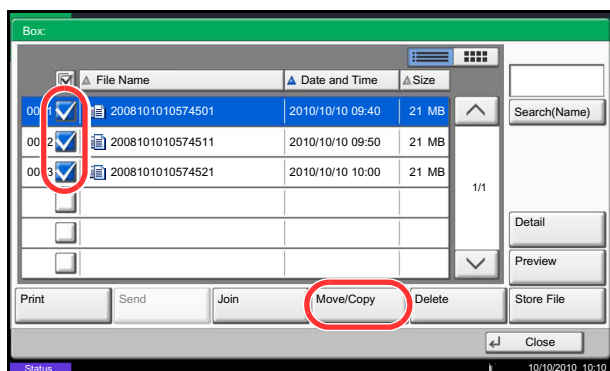 Box:
File Name Date and Time Size
2008101010574501 2010/10/10 09:40 21 MB Search(Name)
2008101010574511 2010/10/10 09:50 21 MB
2008101010574521 2010/10/10 10:00 21 MB
1/1
Detail
Preview
Print Send Join Move/Copy Delete Store File
Close
Status 10/10/2010 10:10